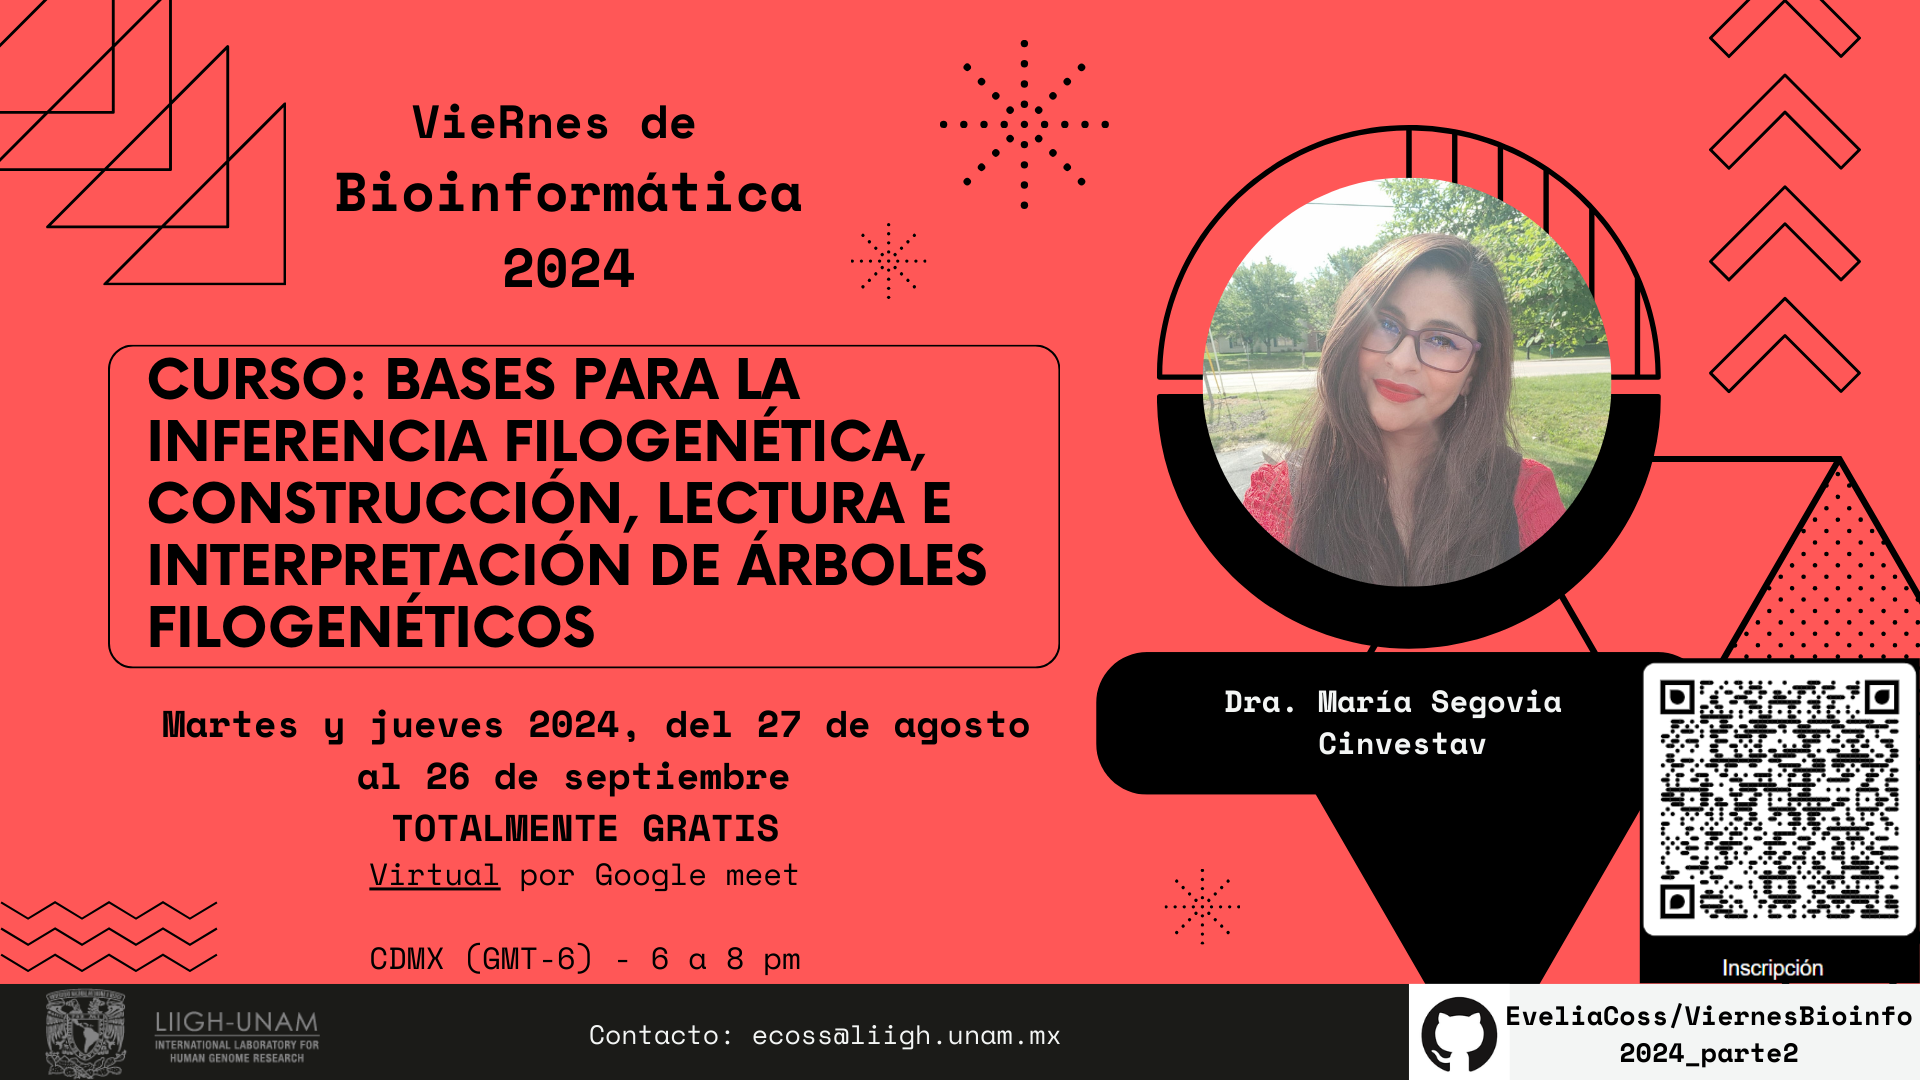 VieRnes de
Bioinformática
2024
CURSO: BASES PARA LA
INFERENCIA FILOGENÉTICA,
CONSTRUCCIÓN, LECTURA E
INTERPRETACIÓN DE ÁRBOLES
FILOGENÉTICOS
Martes y jueves 2024, del 27 de agosto
al 26 de septiembre
TOTALMENTE GRATIS
Virtual por Google meet
CDMX (GMT-6) - 6 a 8 pm
Dra. María Segovia
Cinvestav
Inscripción
LIIGH-UNAM
INTERNATIONAL LABORATORY FOR
HUMAN GENOME RESEARCH
Contacto: ecoss@liigh.unam.mx
EveliaCoss/ViernesBioinfo
2024_parte2